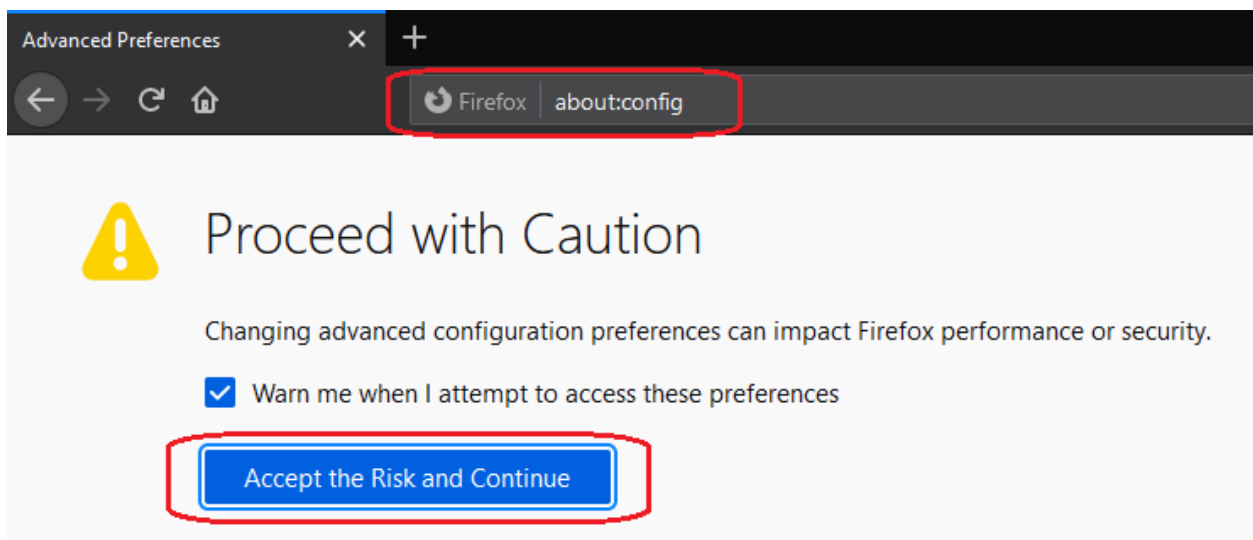 Advanced Preferences
Firefox about:config
Proceed with Caution
Changing advanced configuration preferences can impact Firefox performance or security.
Warn me when I attempt to access these preferences
Accept the Risk and Continue